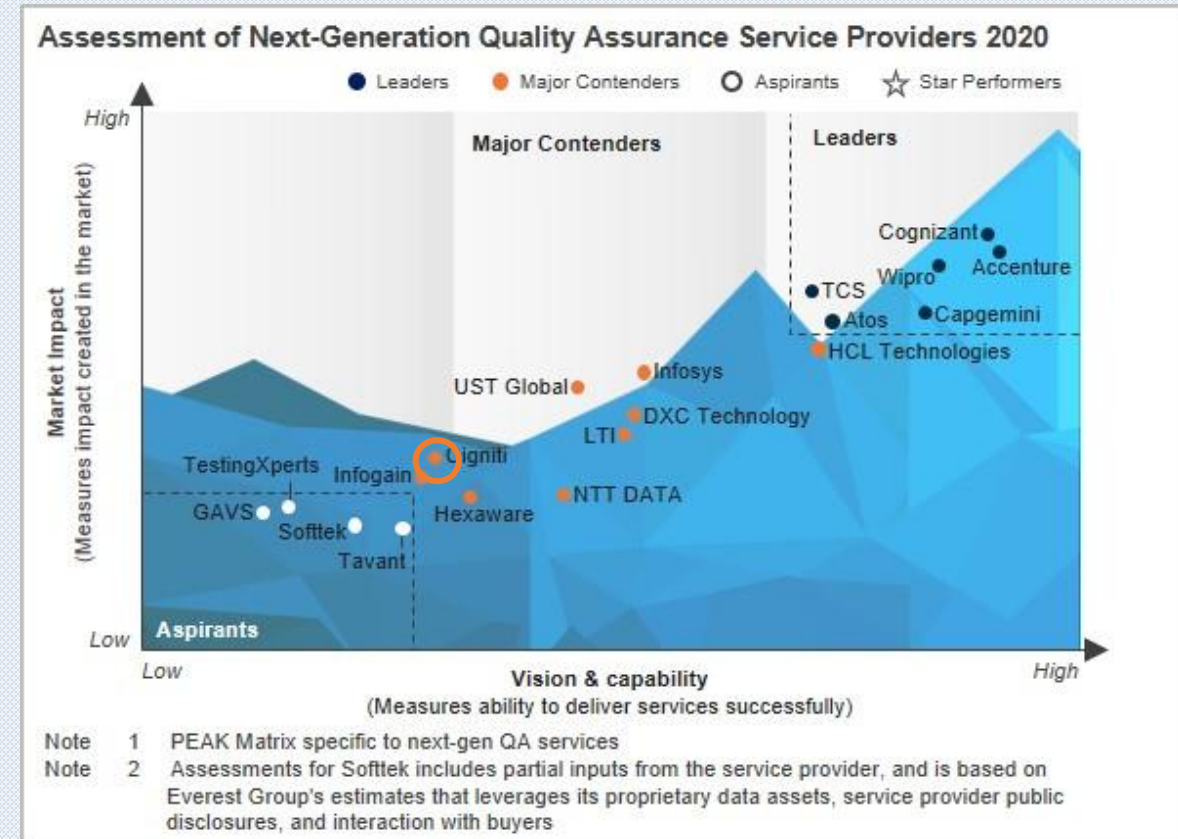 Assessment of Next-Generation Quality Assurance Service Providers 2020
Leaders Major Contenders Aspirants Star Performers
High
Major Contenders
Leaders
Cognizant
Accenture
Wipro
TCS
Capgemini
Atos
HCL Technologies
Infosys
UST Global
DXC Technology
LTI
Cigniti
TestingXperts
Infogain
NTT DATA
GAVS
Hexaware
Softtek
Tavant
Market Impact
(Measures impact created in the market)
Aspirants
Low
Low
High
Vision & capability
(Measures ability to deliver services successfully)
Note 1 PEAK Matrix specific to next-gen QA services
Note 2 Assessments for Softtek includes partial inputs from the service provider, and is based on
Everest Group's estimates that leverages its proprietary data assets, service provider public
disclosures, and interaction with buyers